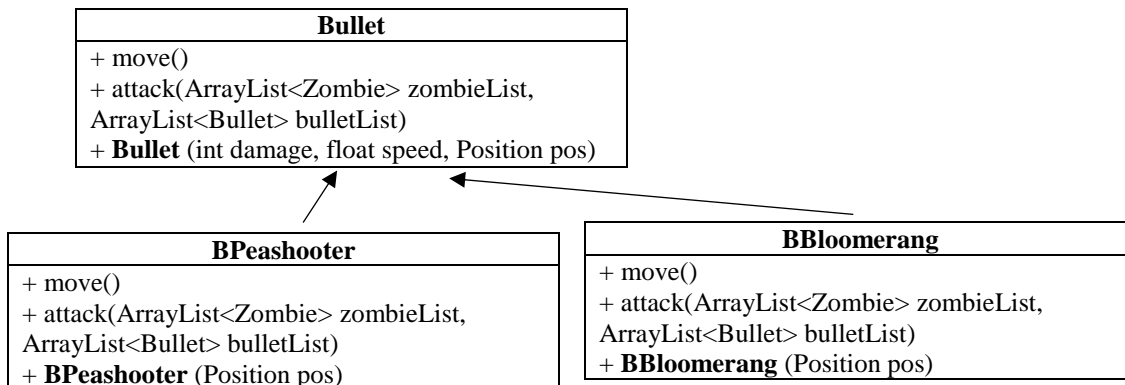 Bullet
+ move()
+ attack(ArrayList<Zombie> zombieList,
ArrayList<Bullet> bulletList)
+ Bullet (int damage, float speed, Position pos)
BPeashooter
+ move()
+ attack(ArrayList<Zombie> zombieList,
ArrayList<Bullet> bulletList)
+ BPeashooter (Position pos)
BBloomerang
+ move()
+ attack(ArrayList<Zombie> zombieList,
ArrayList<Bullet> bulletList)
+ BBloomerang (Position pos)